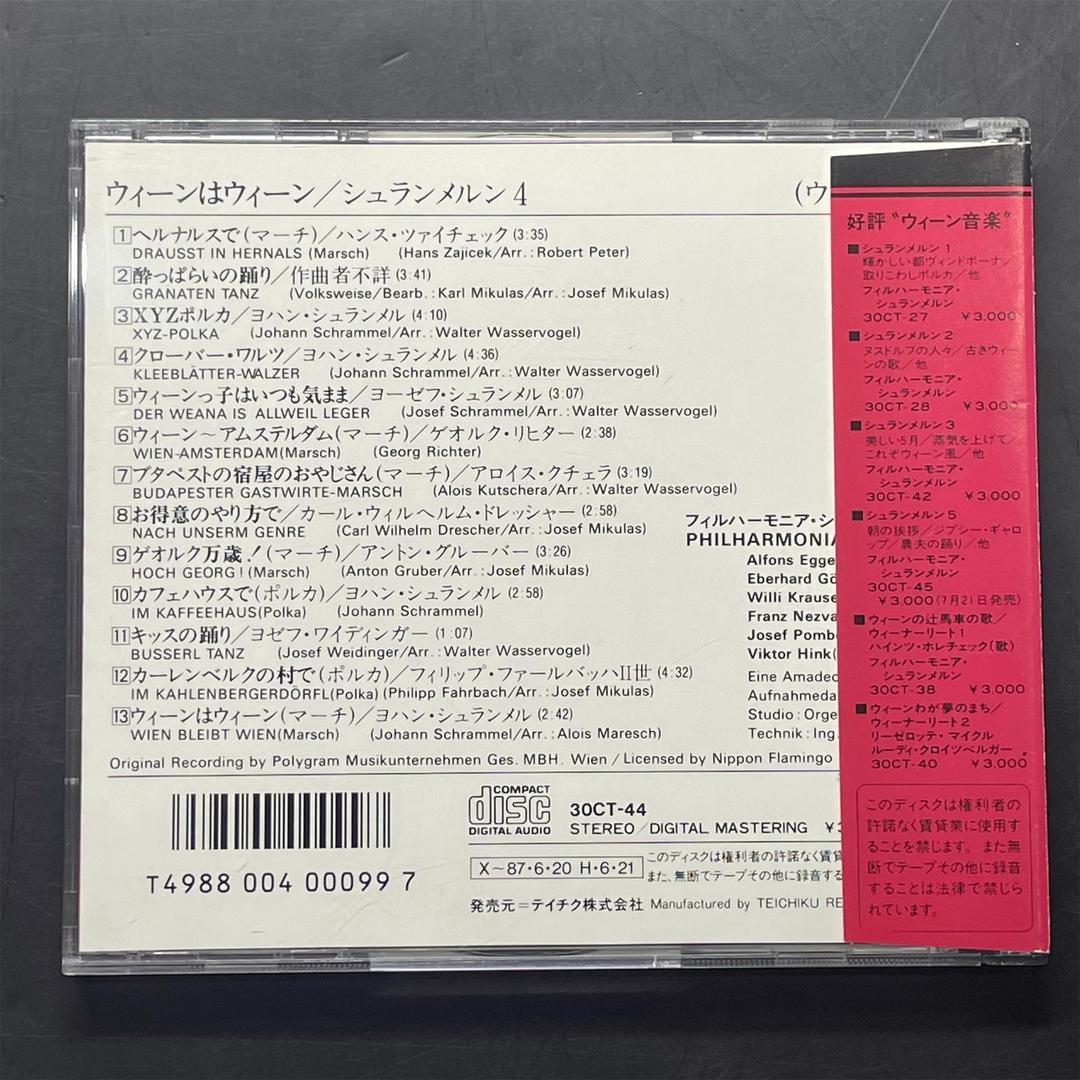 ウィーンはウィーン／シュランメルン 4
(ウ
1 ヘルナルスで(マーチ)／ハンス・ツァイチェック(3:35)
DRAUSST IN HERNALS (Marsch) (Hans Zajicek/Arr.:Robert Peter)
2 酔っぱらいの踊り／作曲者不詳(3:41)
GRANATEN TANZ (Volksweise/Bearb.:Karl Mikulas/Arr.:Josef Mikulas)
3 XYZポルカ／ヨハン・シュランメル(4:10)
XYZ-POLKA (Johann Schrammel/Arr.:Walter Wasservogel)
4 クローバー・ワルツ／ヨハン・シュランメル(4:36)
KLEEBLÄTTER-WALZER (Johann Schrammel/Arr.:Walter Wasservogel)
5 ウィーンっ子はいつも気まま／ヨーゼフ・シュランメル(3:07)
DER WEANA IS ALLWEIL LEGER (Josef Schrammel/Arr.:Walter Wasservogel)
6 ウィーン～アムステルダム(マーチ)／ゲオルク・リヒター(2:38)
WIEN-AMSTERDAM(Marsch) (Georg Richter)
7 ブタペストの宿屋のおやじさん(マーチ)／アロイス・クチェラ(3:19)
BUDAPESTER GASTWIRTE-MARSCH (Alois Kutschera/Arr.:Walter Wasservogel)
8 お得意のやり方で／カール・ウィルヘルム・ドレッシャー(2:58)
NACH UNSERM GENRE (Carl Wilhelm Drescher/Arr.:Josef Mikulas)
9 ゲオルク万歳！(マーチ)／アントン・グルーバー(3:26)
HOCH GEORG！(Marsch) (Anton Gruber/Arr.:Josef Mikulas)
10 カフェハウスで(ポルカ)／ヨハン・シュランメル(2:58)
IM KAFFEEHAUS(Polka) (Johann Schrammel)
11 キッスの踊り／ヨゼフ・ワイディンガー(1:07)
BUSSERL TANZ (Josef Weidinger/Arr.:Walter Wasservogel)
12 カーレンベルクの村で(ポルカ)／フィリップ・ファールバッハII世(4:32)
IM KAHLENBERGERDÖRFL(Polka)(Philipp Fahrbach/Arr.:Josef Mikulas)
13 ウィーンはウィーン(マーチ)／ヨハン・シュランメル(2:42)
WIEN BLEIBT WIEN(Marsch) (Johann Schrammel/Arr.:Alois Maresch)
フィルハーモニア・シ
PHILHARMONIA
Alfons Egge
Eberhard Gö
Willi Krause
Franz Nezva
Josef Pombe
Viktor Hink(
Eine Amadeo
Aufnahmeda
Studio:Orge
Technik:Ing.
Original Recording by Polygram Musikunternehmen Ges. MBH. Wien / Licensed by Nippon Flamingo
T4988 004 00099 7
COMPACT
disc
DIGITAL AUDIO
30CT-44
STEREO／DIGITAL MASTERING ￥3
X～87・6・20 H・6・21
このディスクは権利者の許諾なく賃貸
また、無断でテープその他に録音する
発売元＝テイチク株式会社 Manufactured by TEICHIKU RE
好評“ウィーン音楽”
■シュランメルン 1
輝かしい都ヴィンドボーナ／
取りこわしポルカ／他
フィルハーモニア・
シュランメルン
30CT-27 ￥3,000
■シュランメルン 2
ヌスドルフの人々／古きウィー
ンの歌／他
フィルハーモニア・
シュランメルン
30CT-28 ￥3,000
■シュランメルン 3
美しい5月／蒸気を上げて／
これぞウィーン風／他
フィルハーモニア・
シュランメルン
30CT-42 ￥3,000
■シュランメルン 5
朝の挨拶／ジプシー・ギャロ
ップ／農夫の踊り／他
フィルハーモニア・
シュランメルン
30CT-45
￥3,000(7月21日発売)
■ウィーンの辻馬車の歌／
ウィーナーリート1
ハインツ・ホレチェック(歌)
フィルハーモニア・
シュランメルン
30CT-38 ￥3,000
■ウィーンわが夢のまち／
ウィーナーリート2
リーゼロッテ・マイクル
ルーディ・クロイツベルガー
30CT-40 ￥3,000
このディスクは権利者の
許諾なく賃貸業に使用す
ることを禁じます。また無
断でテープその他に録音
することは法律で禁じら
れています。